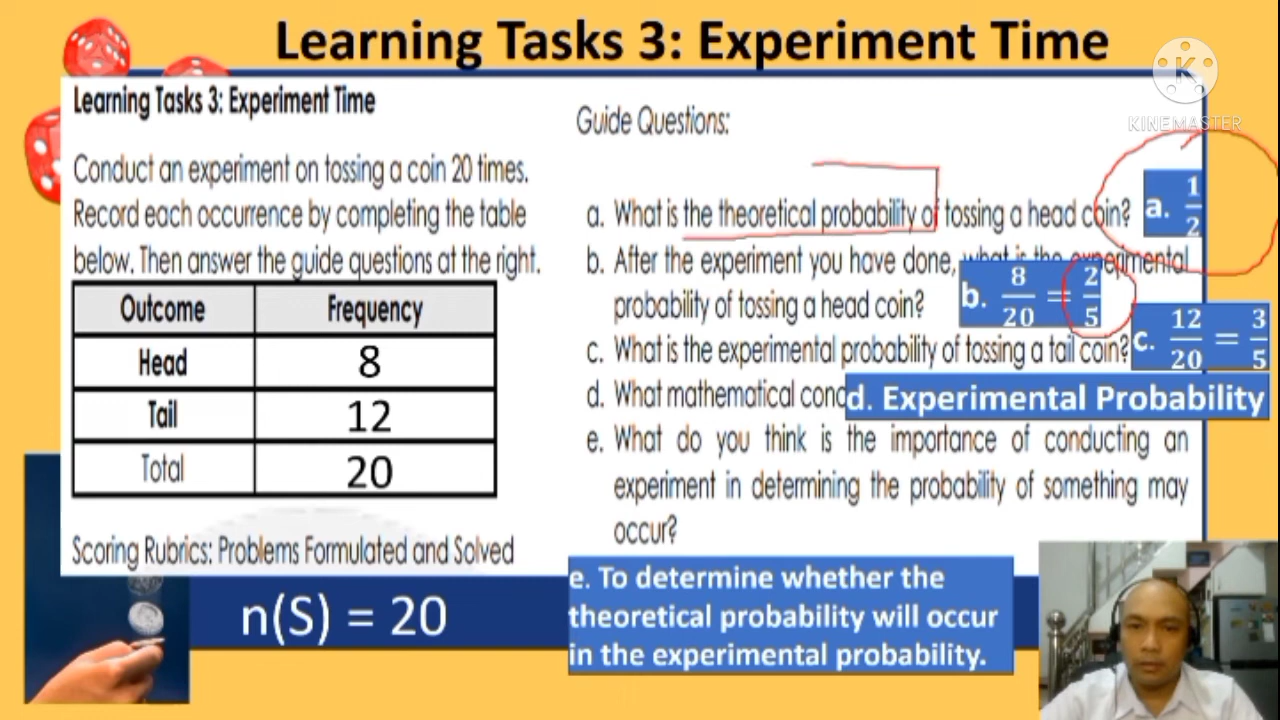 Learning Tasks 3: Experiment Time
K
KINEMASTER
Learning Tasks 3: Experiment Time
Conduct an experiment on tossing a coin 20 times.
Record each occurrence by completing the table
below. Then answer the guide questions at the right.
Outcome Frequency
Head 8
Tail 12
Total 20
Scoring Rubrics: Problems Formulated and Solved
n(S) = 20
Guide Questions:
a. What is the theoretical probability of tossing a head coin?
a. 1/2
b. After the experiment you have done, what is the experimental
probability of tossing a head coin?
b. 8/20 = 2/5
c. What is the experimental probability of tossing a tail coin?
c. 12/20 = 3/5
d. What mathematical conc
d. Experimental Probability
e. What do you think is the importance of conducting an
experiment in determining the probability of something may
occur?
e. To determine whether the
theoretical probability will occur
in the experimental probability.